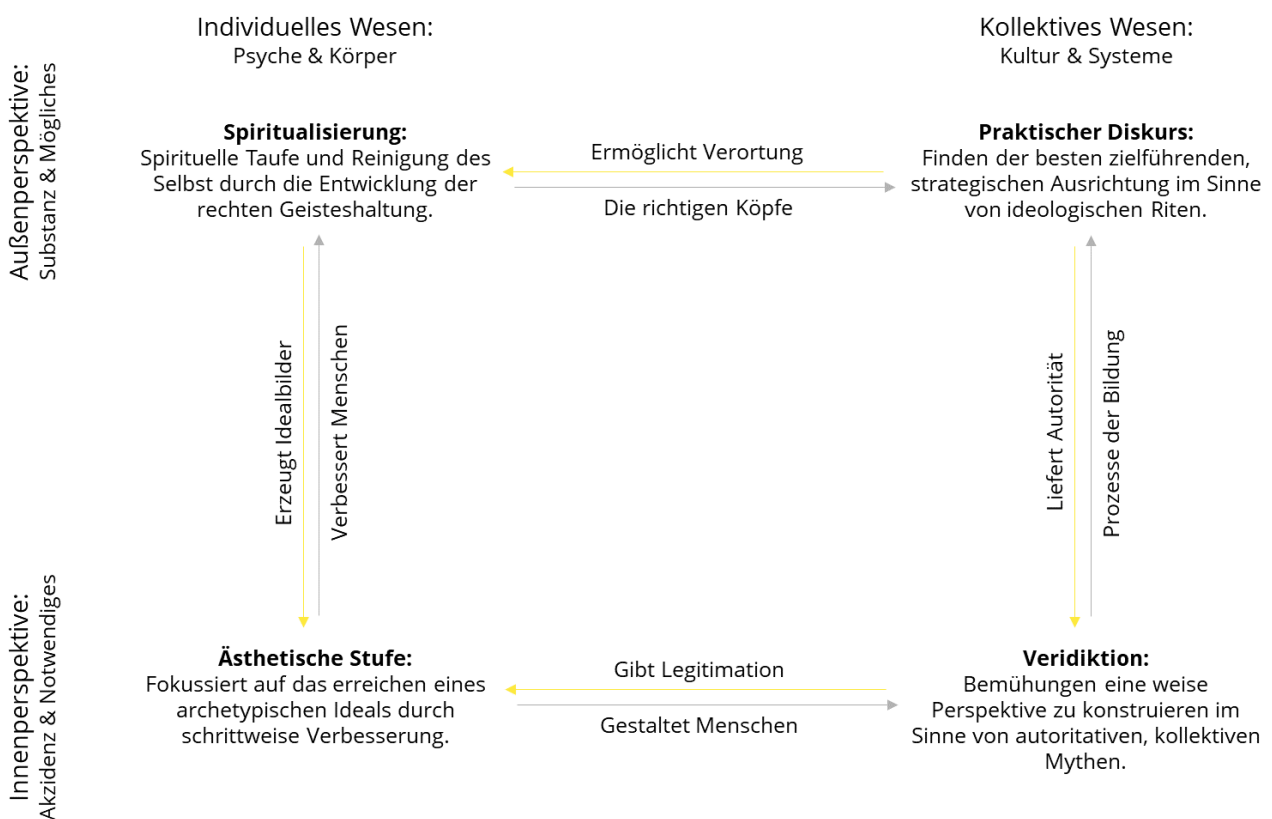 Individuelles Wesen:
Psyche & Körper
Kollektives Wesen:
Kultur & Systeme
Außenperspektive:
Substanz & Mögliches
Spiritualisierung:
Spirituelle Taufe und Reinigung des
Selbst durch die Entwicklung der
rechten Geisteshaltung.
Ermöglicht Verortung
Die richtigen Köpfe
Praktischer Diskurs:
Finden der besten zielführenden,
strategischen Ausrichtung im Sinne
von ideologischen Riten.
Erzeugt Idealbilder
Verbessert Menschen
Liefert Autorität
Prozesse der Bildung
Innenperspektive:
Akzidenz & Notwendiges
Ästhetische Stufe:
Fokussiert auf das erreichen eines
archetypischen Ideals durch
schrittweise Verbesserung.
Gibt Legitimation
Gestaltet Menschen
Veridiktion:
Bemühungen eine weise
Perspektive zu konstruieren im
Sinne von autoritativen, kollektiven
Mythen.